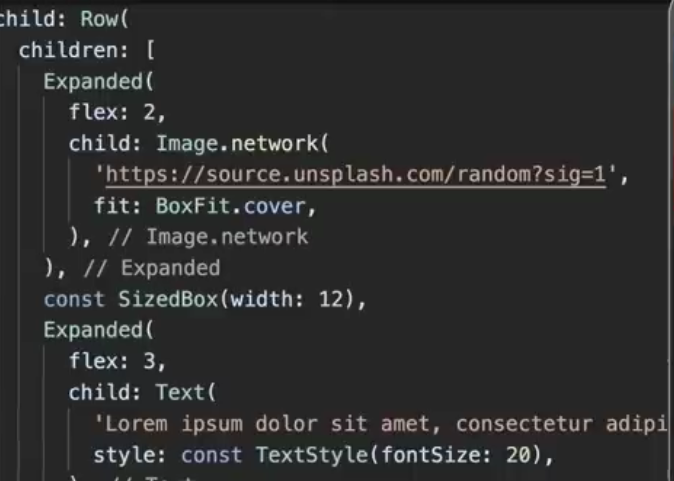 child: Row(
children: [
Expanded(
flex: 2,
child: Image.network(
'https://source.unsplash.com/random?sig=1',
fit: BoxFit.cover,
), // Image.network
), // Expanded
const SizedBox(width: 12),
Expanded(
flex: 3,
child: Text(
'Lorem ipsum dolor sit amet, consectetur adipi
style: const TextStyle(fontSize: 20),